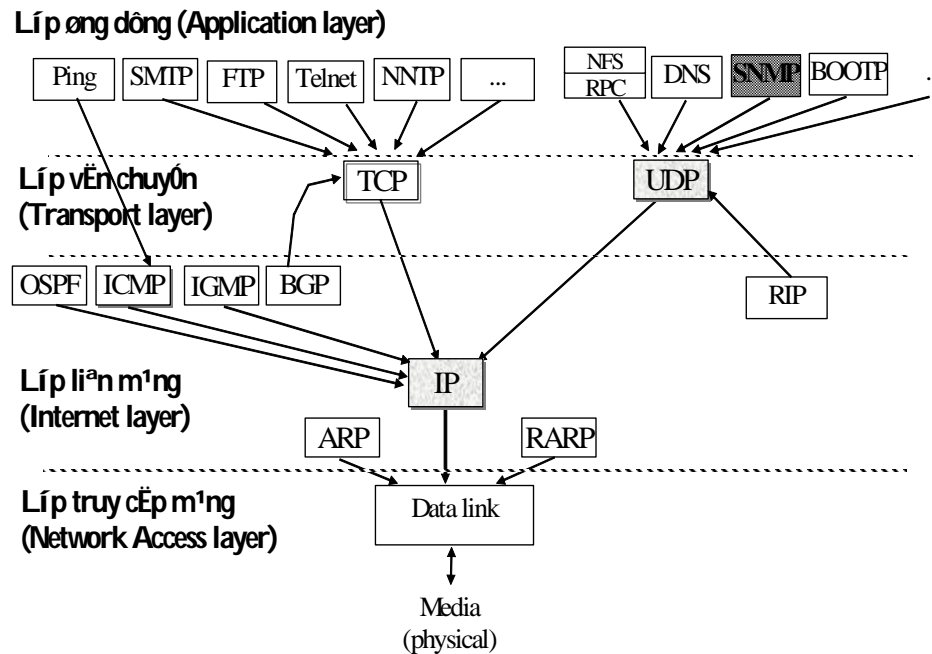 Líp øng dông (Application layer)
Ping SMTP FTP Telnet NNTP ... NFS RPC DNS SNMP BOOTP .
Líp vËn chuyÓn
(Transport layer)
TCP UDP
OSPF ICMP IGMP BGP RIP
Líp liªn m¹ng
(Internet layer)
IP
ARP RARP
Líp truy cËp m¹ng
(Network Access layer)
Data link
Media
(physical)